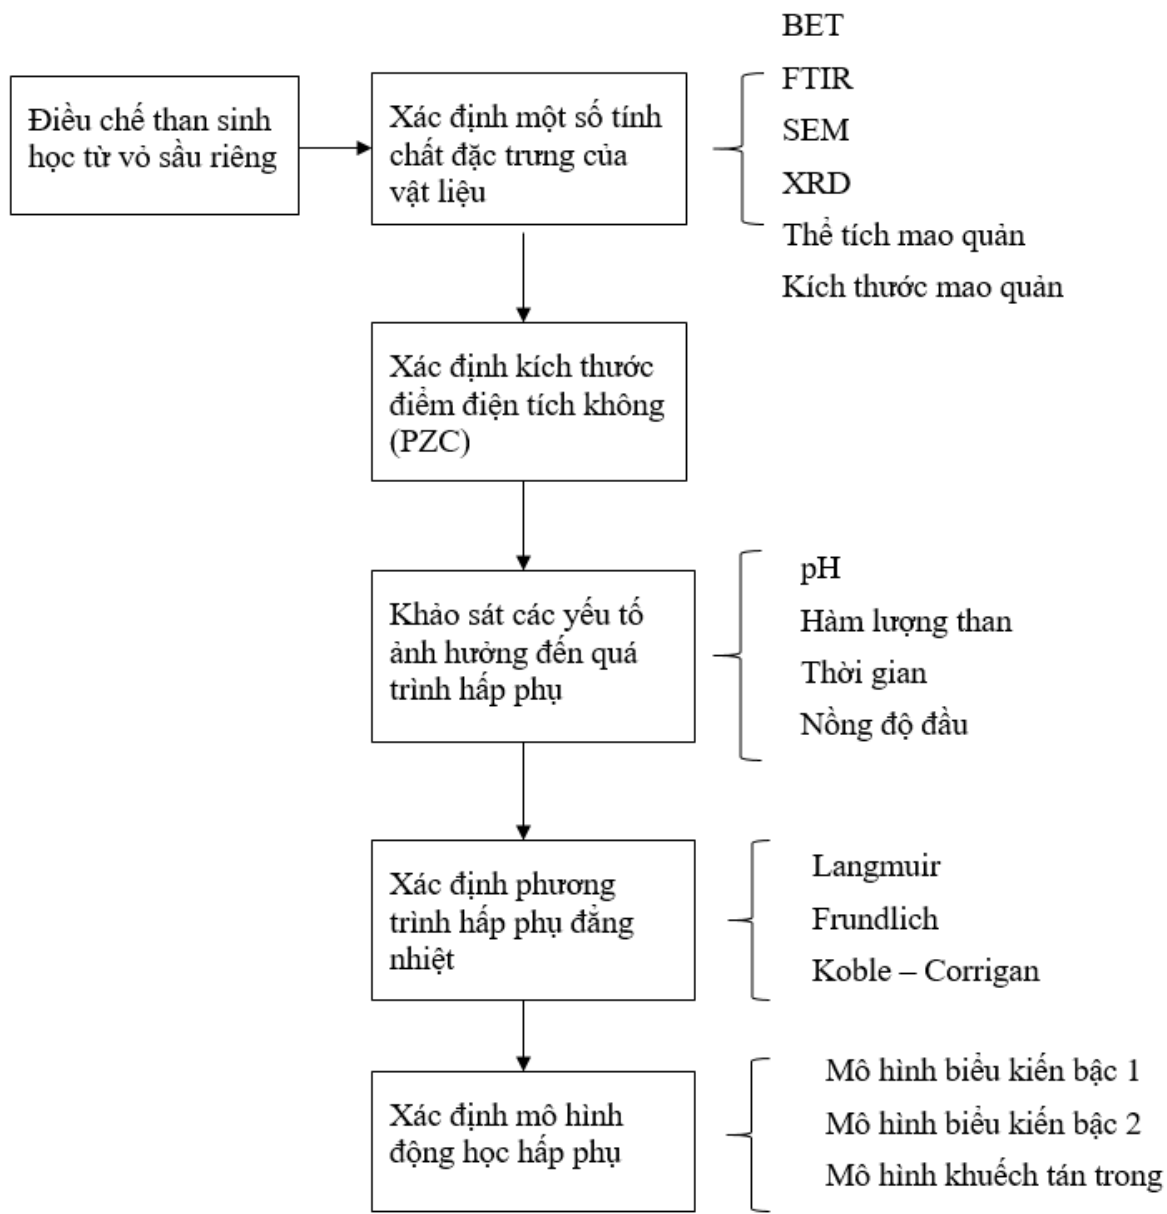 Điều chế than sinh
học từ vỏ sầu riêng
Xác định một số tính
chất đặc trưng của
vật liệu
BET
FTIR
SEM
XRD
Thể tích mao quản
Kích thước mao quản
Xác định kích thước
điểm điện tích không
(PZC)
Khảo sát các yếu tố
ảnh hưởng đến quá
trình hấp phụ
pH
Hàm lượng than
Thời gian
Nồng độ đầu
Xác định phương
trình hấp phụ đẳng
nhiệt
Langmuir
Frundlich
Koble – Corrigan
Xác định mô hình
động học hấp phụ
Mô hình biểu kiến bậc 1
Mô hình biểu kiến bậc 2
Mô hình khuếch tán trong